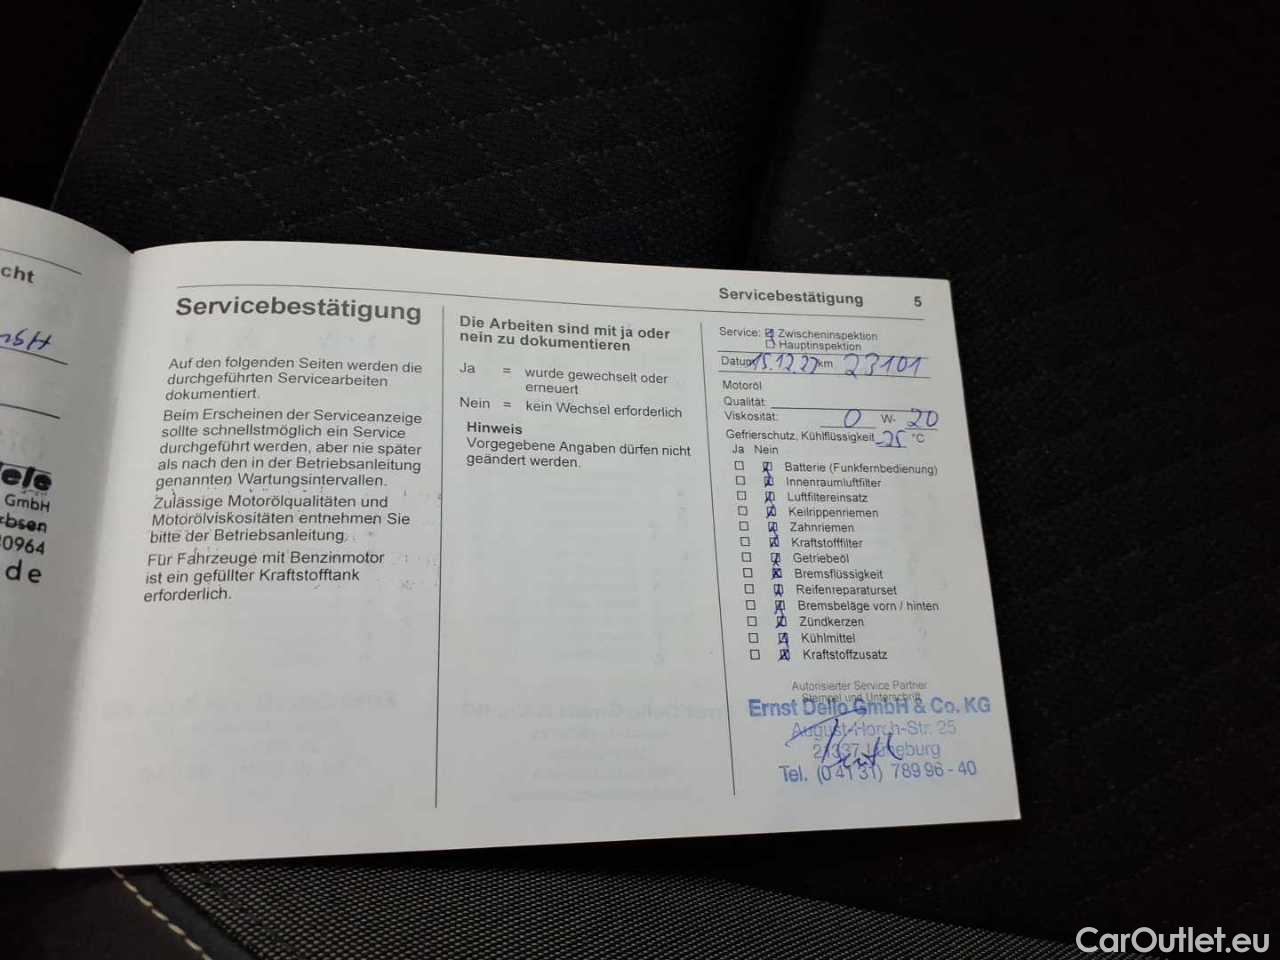 cht
GmbH
ele
GmbH
rbsen
0964
de
Servicebestätigung
Auf den folgenden Seiten werden die
durchgeführten Servicearbeiten
dokumentiert.
Beim Erscheinen der Serviceanzeige
sollte schnellstmöglich ein Service
durchgeführt werden, aber nie später
als nach den in der Betriebsanleitung
genannten Wartungsintervallen.
Zulässige Motorölqualitäten und
Motorölviskositäten entnehmen Sie
bitte der Betriebsanleitung.
Für Fahrzeuge mit Benzinmotor
ist ein gefüllter Kraftstofftank
erforderlich.
Die Arbeiten sind mit ja oder
nein zu dokumentieren
Ja = wurde gewechselt oder
erneuert
Nein = kein Wechsel erforderlich
Hinweis
Vorgegebene Angaben dürfen nicht
geändert werden.
Servicebestätigung 5
Service: Zwischeninspektion
Hauptinspektion
Datum 15.12.22 km 23101
Motoröl
Qualität:
Viskosität: 0 W- 20
Gefrierschutz, Kühlflüssigkeit -25 °C
Ja Nein
Batterie (Funkfernbedienung)
Innenraumluftfilter
Luftfiltereinsatz
Keilrippenriemen
Zahnriemen
Kraftstofffilter
Getriebeöl
Bremsflüssigkeit
Reifenreparaturset
Bremsbeläge vorn / hinten
Zündkerzen
Kühlmittel
Kraftstoffzusatz
Autorisierter Service Partner
Stempel und Unterschrift
Ernst Dello GmbH & Co. KG
August-Horch-Str. 25
21337 Lüneburg
Tel. (0 41 31) 789 96 - 40
CarOutlet.eu